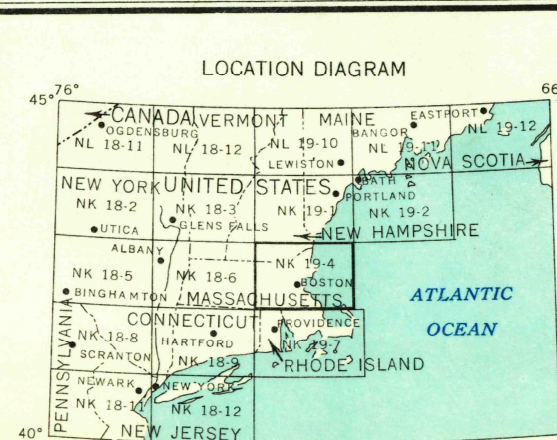 LOCATION DIAGRAM
45° 76° 66
CANADA VERMONT MAINE EASTPORT
OGDENSBURG BANGOR NL 19-12
NL 18-11 NL 18-12 NL 19-10 NL 19-11
LEWISTON NOVA SCOTIA
NEW YORK UNITED STATES BATH
PORTLAND
NK 18-2 NK 18-3 NK 19-1 NK 19-2
UTICA GLENS FALLS NEW HAMPSHIRE
ALBANY
NK 18-5 NK 18-6 NK 19-4
BINGHAMTON BOSTON
MASSACHUSETTS
ATLANTIC
OCEAN
CONNECTICUT PROVIDENCE
NK 18-8 HARTFORD NK 19-7
SCRANTON NK 18-9 RHODE ISLAND
PENNSYLVANIA
NEWARK NEW YORK
NK 18-11 NK 18-12
40° NEW JERSEY